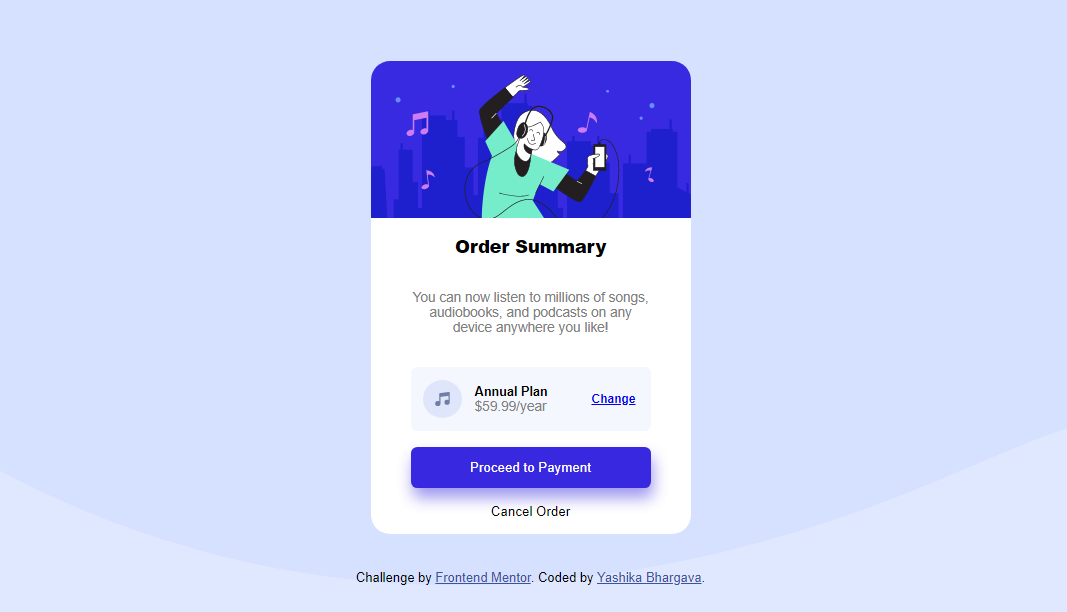 Order Summary
You can now listen to millions of songs,
audiobooks, and podcasts on any
device anywhere you like!
Annual Plan
$59.99/year
Change
Proceed to Payment
Cancel Order
Challenge by Frontend Mentor. Coded by Yashika Bhargava.